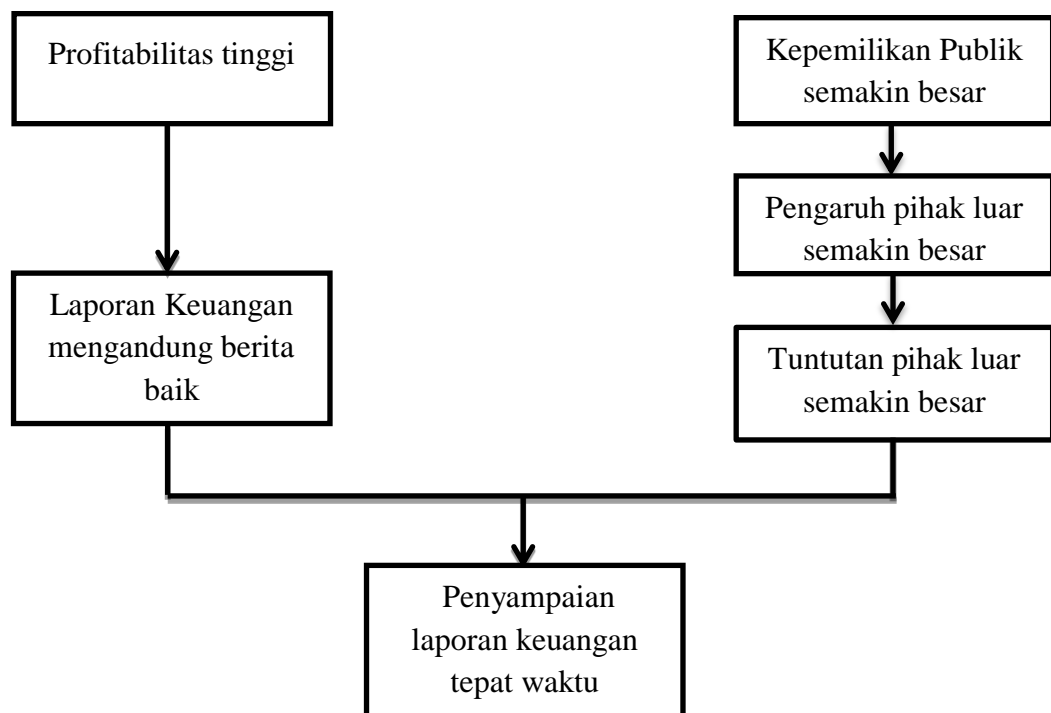 Profitabilitas tinggi
Kepemilikan Publik
semakin besar
Pengaruh pihak luar
semakin besar
Laporan Keuangan
mengandung berita
baik
Tuntutan pihak luar
semakin besar
Penyampaian
laporan keuangan
tepat waktu